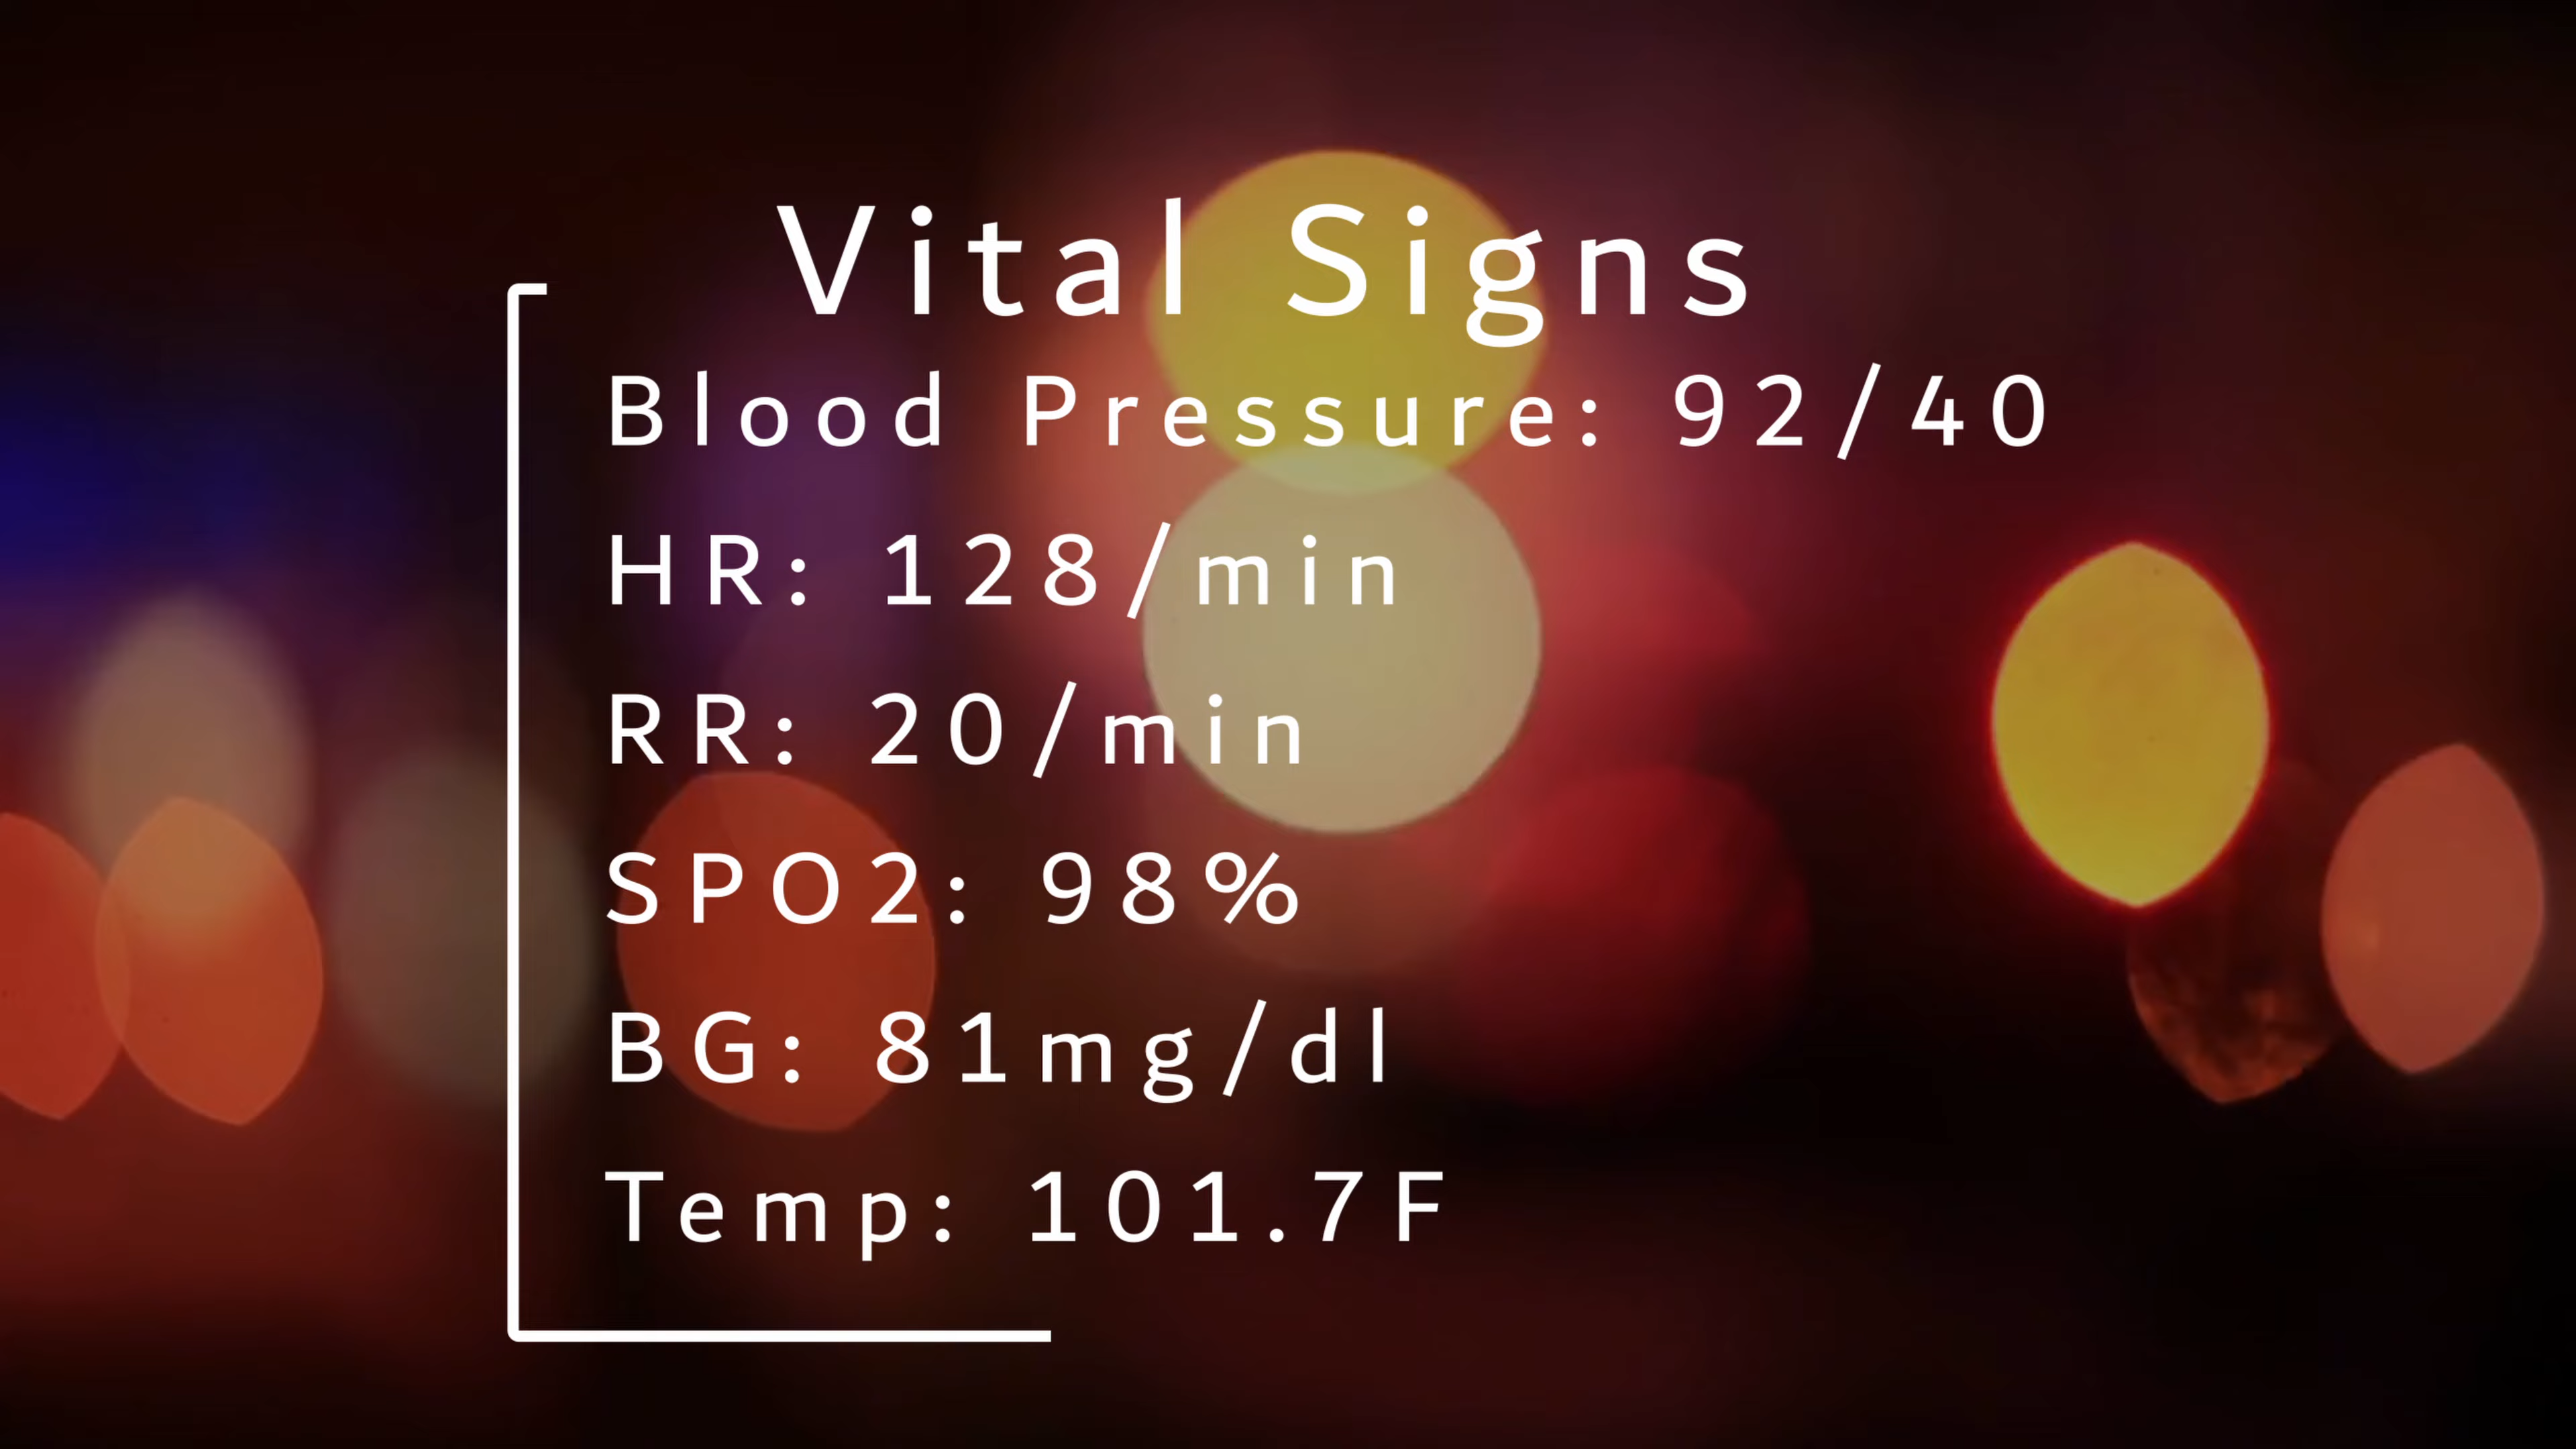 Vital Signs
Blood Pressure: 92/40
HR: 128/min
RR: 20/min
SPO2: 98%
BG: 81mg/dl
Temp: 101.7F